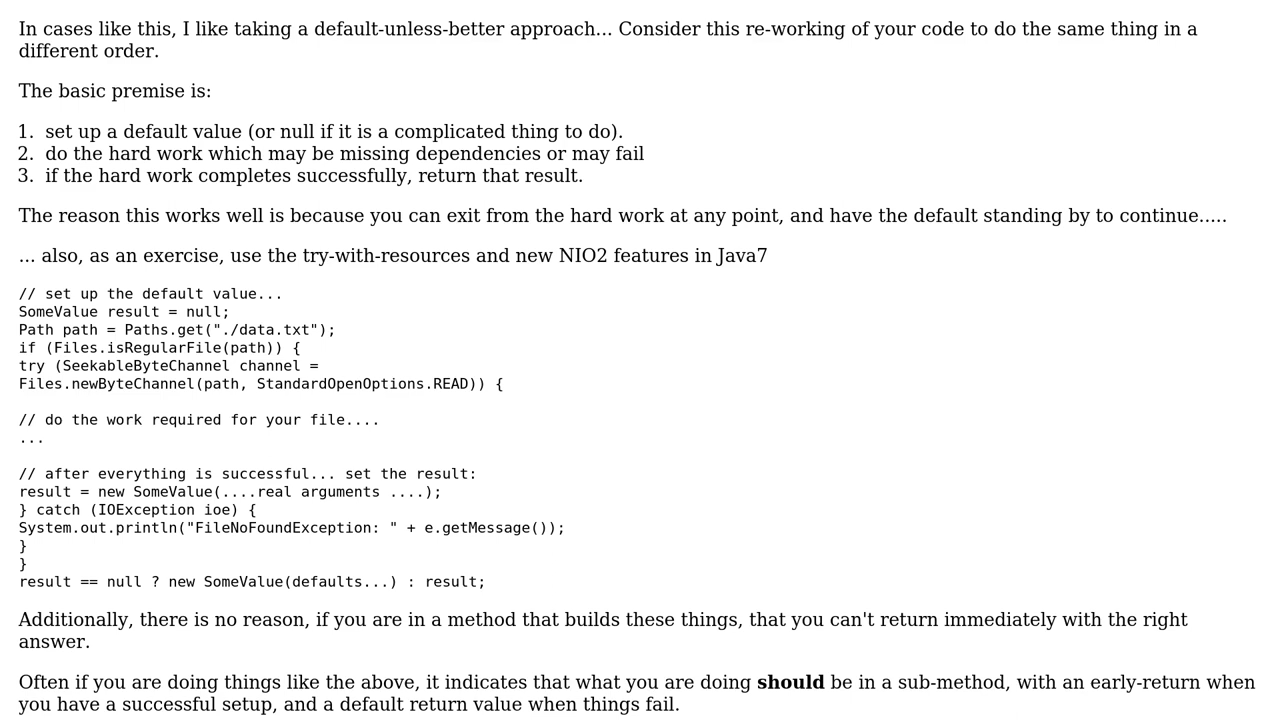 In cases like this, I like taking a default-unless-better approach... Consider this re-working of your code to do the same thing in a
different order.
The basic premise is:
1. set up a default value (or null if it is a complicated thing to do).
2. do the hard work which may be missing dependencies or may fail
3. if the hard work completes successfully, return that result.
The reason this works well is because you can exit from the hard work at any point, and have the default standing by to continue.....
... also, as an exercise, use the try-with-resources and new NIO2 features in Java7
// set up the default value...
SomeValue result = null;
Path path = Paths.get("./data.txt");
if (Files.isRegularFile(path)) {
try (SeekableByteChannel channel =
Files.newByteChannel(path, StandardOpenOptions.READ)) {
// do the work required for your file....
...
// after everything is successful... set the result:
result = new SomeValue(....real arguments ....);
} catch (IOException ioe) {
System.out.println("FileNoFoundException: " + e.getMessage());
}
}
result == null ? new SomeValue(defaults...) : result;
Additionally, there is no reason, if you are in a method that builds these things, that you can't return immediately with the right
answer.
Often if you are doing things like the above, it indicates that what you are doing should be in a sub-method, with an early-return when
you have a successful setup, and a default return value when things fail.